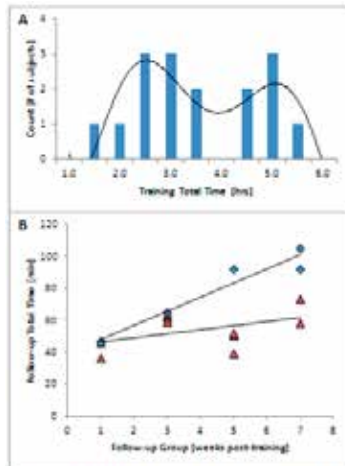 A
4
3
2
1
0
Count (# of subjects)
1.0 2.0 3.0 4.0 5.0 6.0
Training Total Time (hrs)
B
120
100
80
60
40
20
0
Follow-up Total Time (min)
0 1 2 3 4 5 6 7 8
Follow-up Group (weeks post-training)